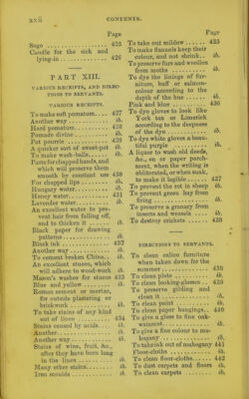 xvii CONTENTS.
Page
Sago 425
Caudle for the sick and
lying-in 426
PART XIII.
VARIOUS RECEIPTS, AND DIREC-
TIONS TO SERVANTS.
VARIOUS RECEIPTS.
To make soft pomatum 427
Another way ib.
Hard pomatum 428
Pomade divine ib.
Pot pourrie 429
A quicker sort of sweet-pot ib.
To make wash-balls ib.
Paste for chapped hands, and
which will preserve them
smooth by constant use 430
For chapped lips ib.
Hungary water ib.
Honey water 431
Lavender water ib.
An excellent water to pre-
vent hair from falling off,
and to thicken it ib.
Black paper for drawing
patterns ib.
Black ink 432
Another way ib.
To cement broken China ib.
An excellent stucco, which
will adhere to wood-work ib.
Mason's washes for stucco 433
Blue and yellow ib.
Roman cement or mortar,
for outside plastering or
brickwork ib.
To take stains of any kind
out of linen 434
Stains caused by acids ib.
Another ib.
Another way ib.
Stains of wine, fruit, &c.,
after they have been long
in the linen ib.
Many other stains ib.
Iron moulds ib.
Page
To take out mildew 435
To make flannels keep their
colour, and not shrink ib.
To preserve furs and woollen
from moths ib.
To dye the linings of fur-
niture, buff or salmon-
colour according to the
depth of the hue ib.
Pink and blue 436
To dye gloves to look like
York tan or Limerick
according to the deepness
of the dye ib.
To dye white gloves a beau-
tiful purple ib.
A liquor to wash old deeds,
&c., on or paper parch-
ment, when the writing is
obliterated, or when sunk,
to make it legible 437
To prevent the rot in sheep ib.
To prevent green hay from
firing ib.
To preserve a granary from
insects and weasels ib.
To destroy crickets 438
DIRECTIONS TO SERVANTS.
To clean calico furniture
when taken down for the
summer 438
To clean plate ib.
To clean looking-glasses 439
To preserve gilding and
clean it ib.
To clean paint ib.
To clean paper hangings 440
To give a gloss to fine oak-
wainscot ib.
To give a fine colour to ma-
hogany ib.
To take ink out of mahogany 441
Floor-cloths ib.
To clean floor-cloths 442
To dust carpets and floors ib.
To clean carpets ib.